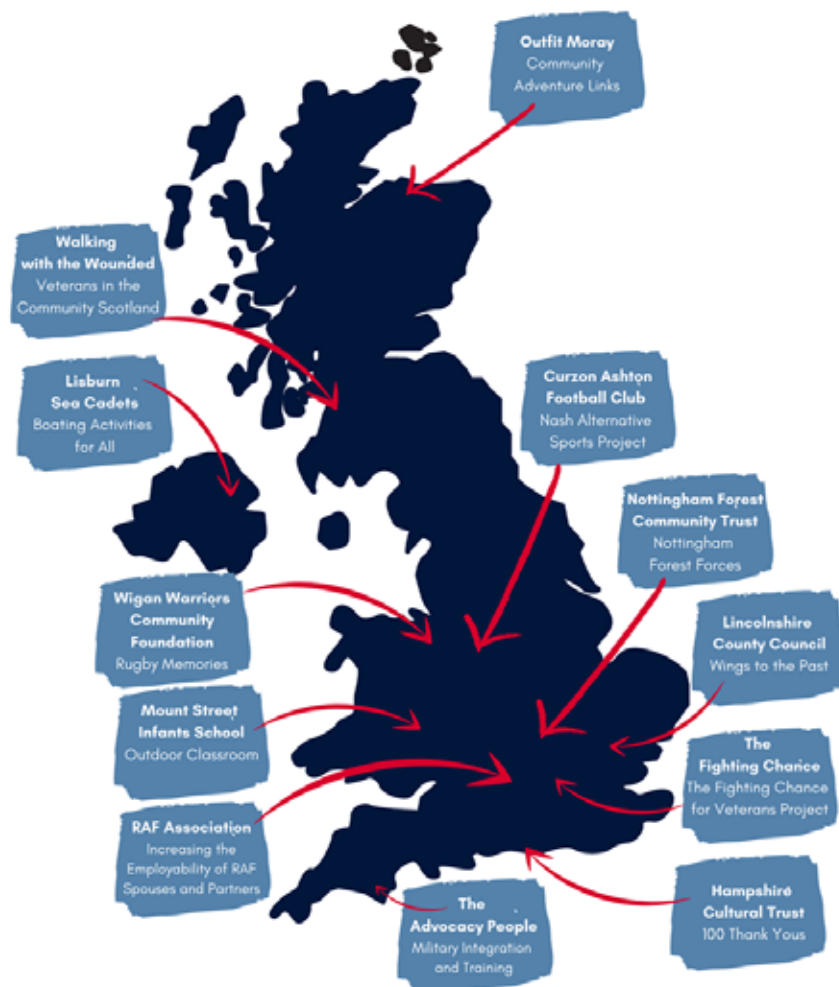 Outfit Moray
Community
Adventure Links
Walking
with the Wounded
Veterans in the
Community Scotland
Lisburn
Sea Cadets
Boating Activities
for All
Curzon Ashton
Football Club
Nash Alternative
Sports Project
Nottingham Forest
Community Trust
Nottingham
Forest Forces
Wigan Warriors
Community
Foundation
Rugby Memories
Lincolnshire
County Council
Wings to the Past
Mount Street
Infants School
Outdoor Classroom
The
Fighting Chance
The Fighting Chance
for Veterans Project
RAF Association
Increasing the
Employability of RAF
Spouses and Partners
The
Advocacy People
Military Integration
and Training
Hampshire
Cultural Trust
100 Thank Yous